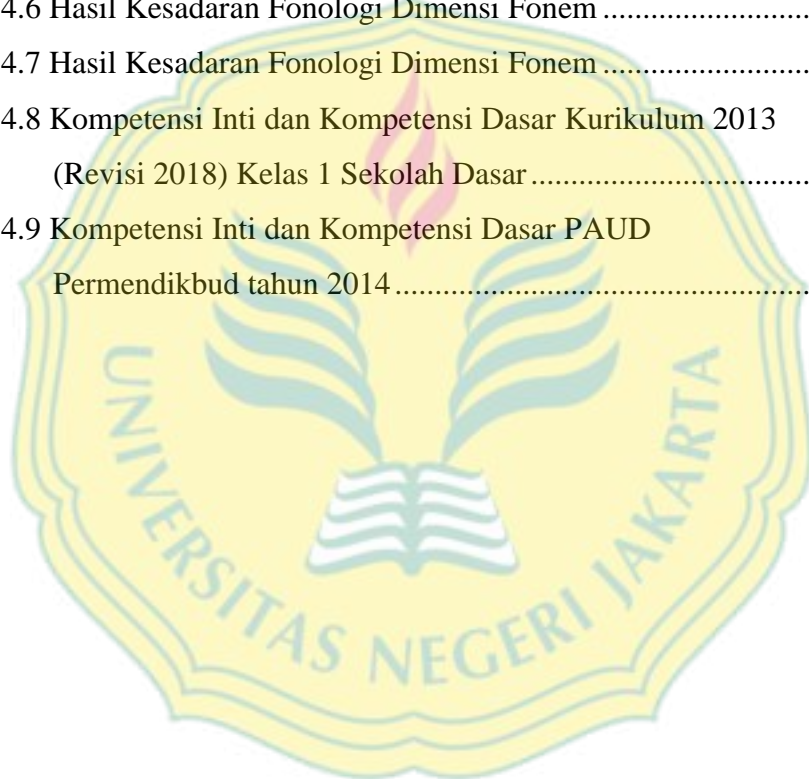 4.6 Hasil Kesadaran Fonologi Dimensi Fonem ..........................
4.7 Hasil Kesadaran Fonologi Dimensi Fonem ..........................
4.8 Kompetensi Inti dan Kompetensi Dasar Kurikulum 2013
(Revisi 2018) Kelas 1 Sekolah Dasar ...................................
4.9 Kompetensi Inti dan Kompetensi Dasar PAUD
Permendikbud tahun 2014 ....................................................
UNIVERSITAS NEGERI JAKARTA